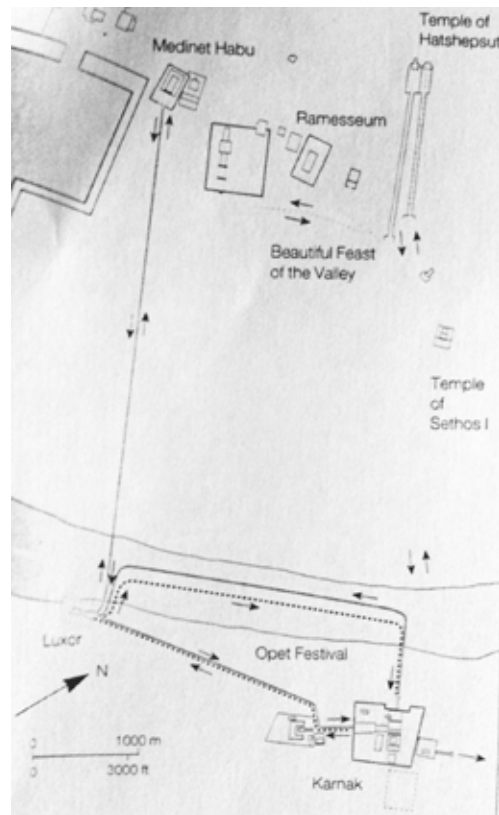 Temple of
Hatshepsut
Medinet Habu
Ramesseum
Beautiful Feast
of the Valley
Temple
of
Sethos I
Luxor
Opet Festival
N
0 1000 m
0 3000 ft
Karnak